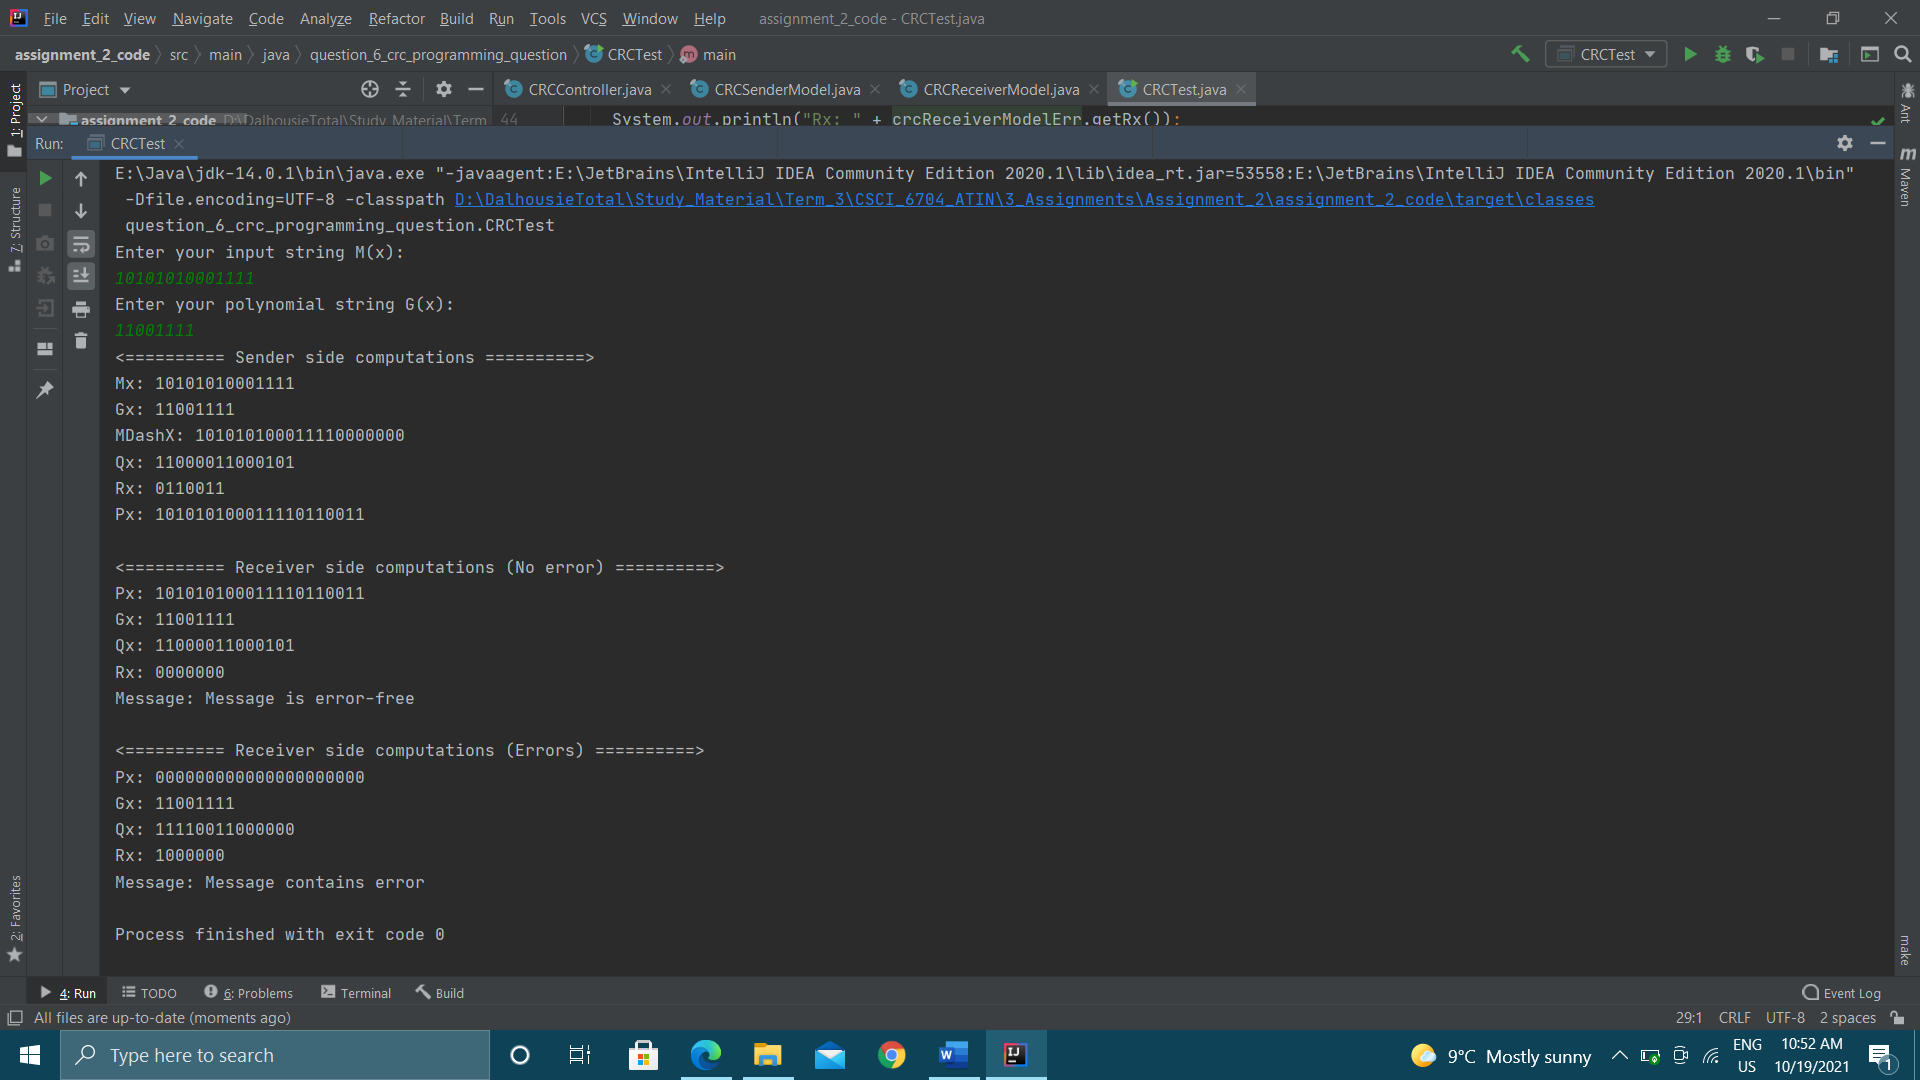 File Edit View Navigate Code Analyze Refactor Build Run Tools VCS Window Help assignment_2_code - CRCTest.java
assignment_2_code src main java question_6_crc_programming_question CRCTest m main CRCTest
1: Project
Project CRCController.java CRCSenderModel.java CRCReceiverModel.java CRCTest.java
Ant
assignment_2_code D:\DalhousieTotal\Study_Material\Term 44 System.out.println("Rx: " + crcReceiverModelErr.getRx());
Run: CRCTest
m Maven
7: Structure
E:\Java\jdk-14.0.1\bin\java.exe "-javaagent:E:\JetBrains\IntelliJ IDEA Community Edition 2020.1\lib\idea_rt.jar=53558:E:\JetBrains\IntelliJ IDEA Community Edition 2020.1\bin"
-Dfile.encoding=UTF-8 -classpath D:\DalhousieTotal\Study_Material\Term_3\CSCI_6704_ATIN\3_Assignments\Assignment_2\assignment_2_code\target\classes
question_6_crc_programming_question.CRCTest
Enter your input string M(x):
10101010001111
Enter your polynomial string G(x):
11001111
<========== Sender side computations ==========>
Mx: 10101010001111
Gx: 11001111
MDashX: 101010100011110000000
Qx: 11000011000101
Rx: 0110011
Px: 101010100011110110011
<========== Receiver side computations (No error) ==========>
Px: 101010100011110110011
Gx: 11001111
Qx: 11000011000101
Rx: 0000000
Message: Message is error-free
<========== Receiver side computations (Errors) ==========>
Px: 000000000000000000000
Gx: 11001111
Qx: 11110011000000
Rx: 1000000
Message: Message contains error
Process finished with exit code 0
2: Favorites
make
4: Run TODO 6: Problems Terminal Build Event Log
All files are up-to-date (moments ago) 29:1 CRLF UTF-8 2 spaces
Type here to search W IJ 9°C Mostly sunny ENG US 10:52 AM 10/19/2021 1